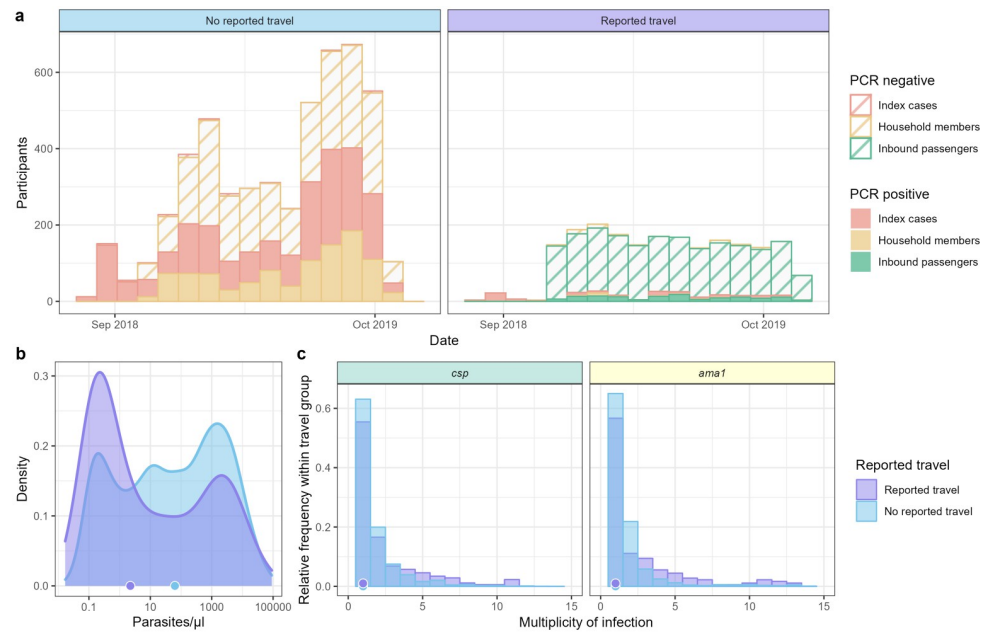 a
No reported travel
Reported travel
Participants
600
400
200
0
Sep 2018
Oct 2019
Sep 2018
Oct 2019
Date
PCR negative
Index cases
Household members
Inbound passengers
PCR positive
Index cases
Household members
Inbound passengers
b
Density
0.3
0.2
0.1
0.0
0.1
10
1000
100000
Parasites/µl
c
csp
ama1
Relative frequency within travel group
0.6
0.4
0.2
0.0
0
5
10
15
0
5
10
15
Multiplicity of infection
Reported travel
Reported travel
No reported travel